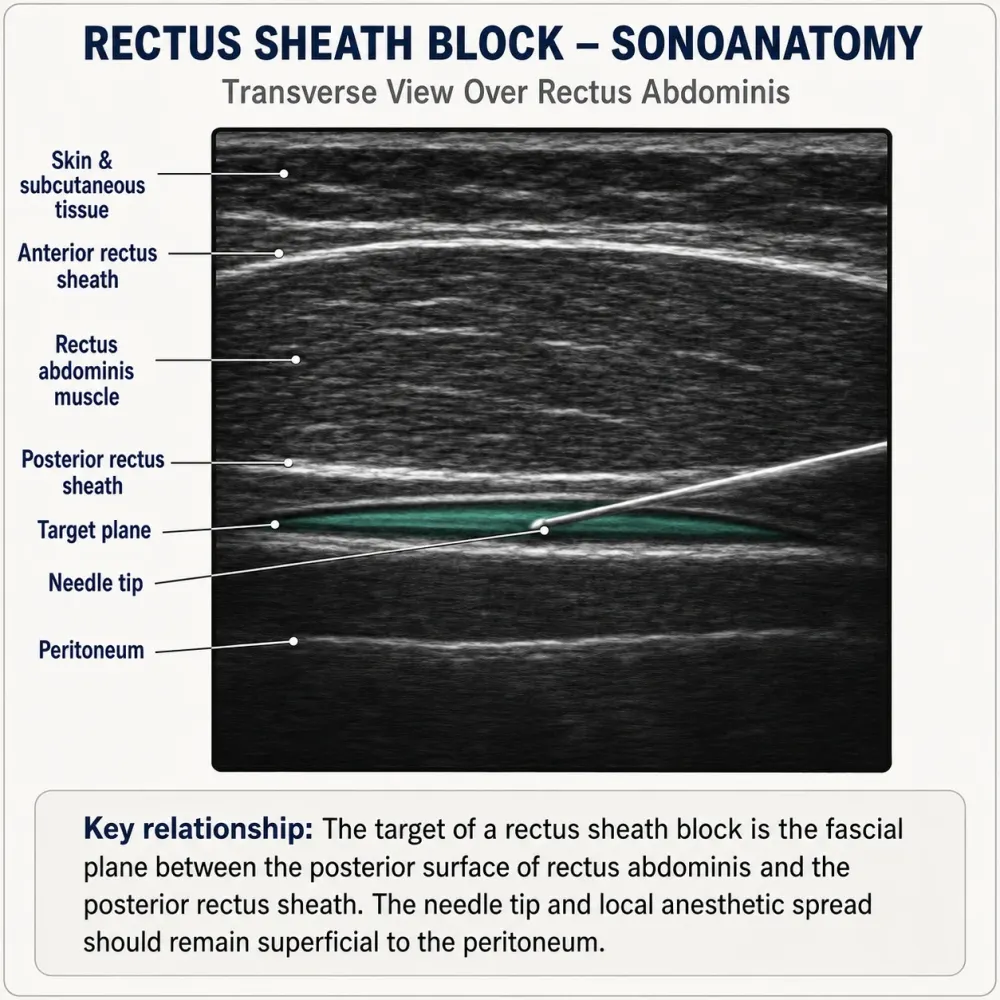 RECTUS SHEATH BLOCK – SONOANATOMY
Transverse View Over Rectus Abdominis
Skin &
subcutaneous
tissue
Anterior rectus
sheath
Rectus
abdominis
muscle
Posterior rectus
sheath
Target plane
Needle tip
Peritoneum
Key relationship: The target of a rectus sheath block is the fascial
plane between the posterior surface of rectus abdominis and the
posterior rectus sheath. The needle tip and local anesthetic spread
should remain superficial to the peritoneum.